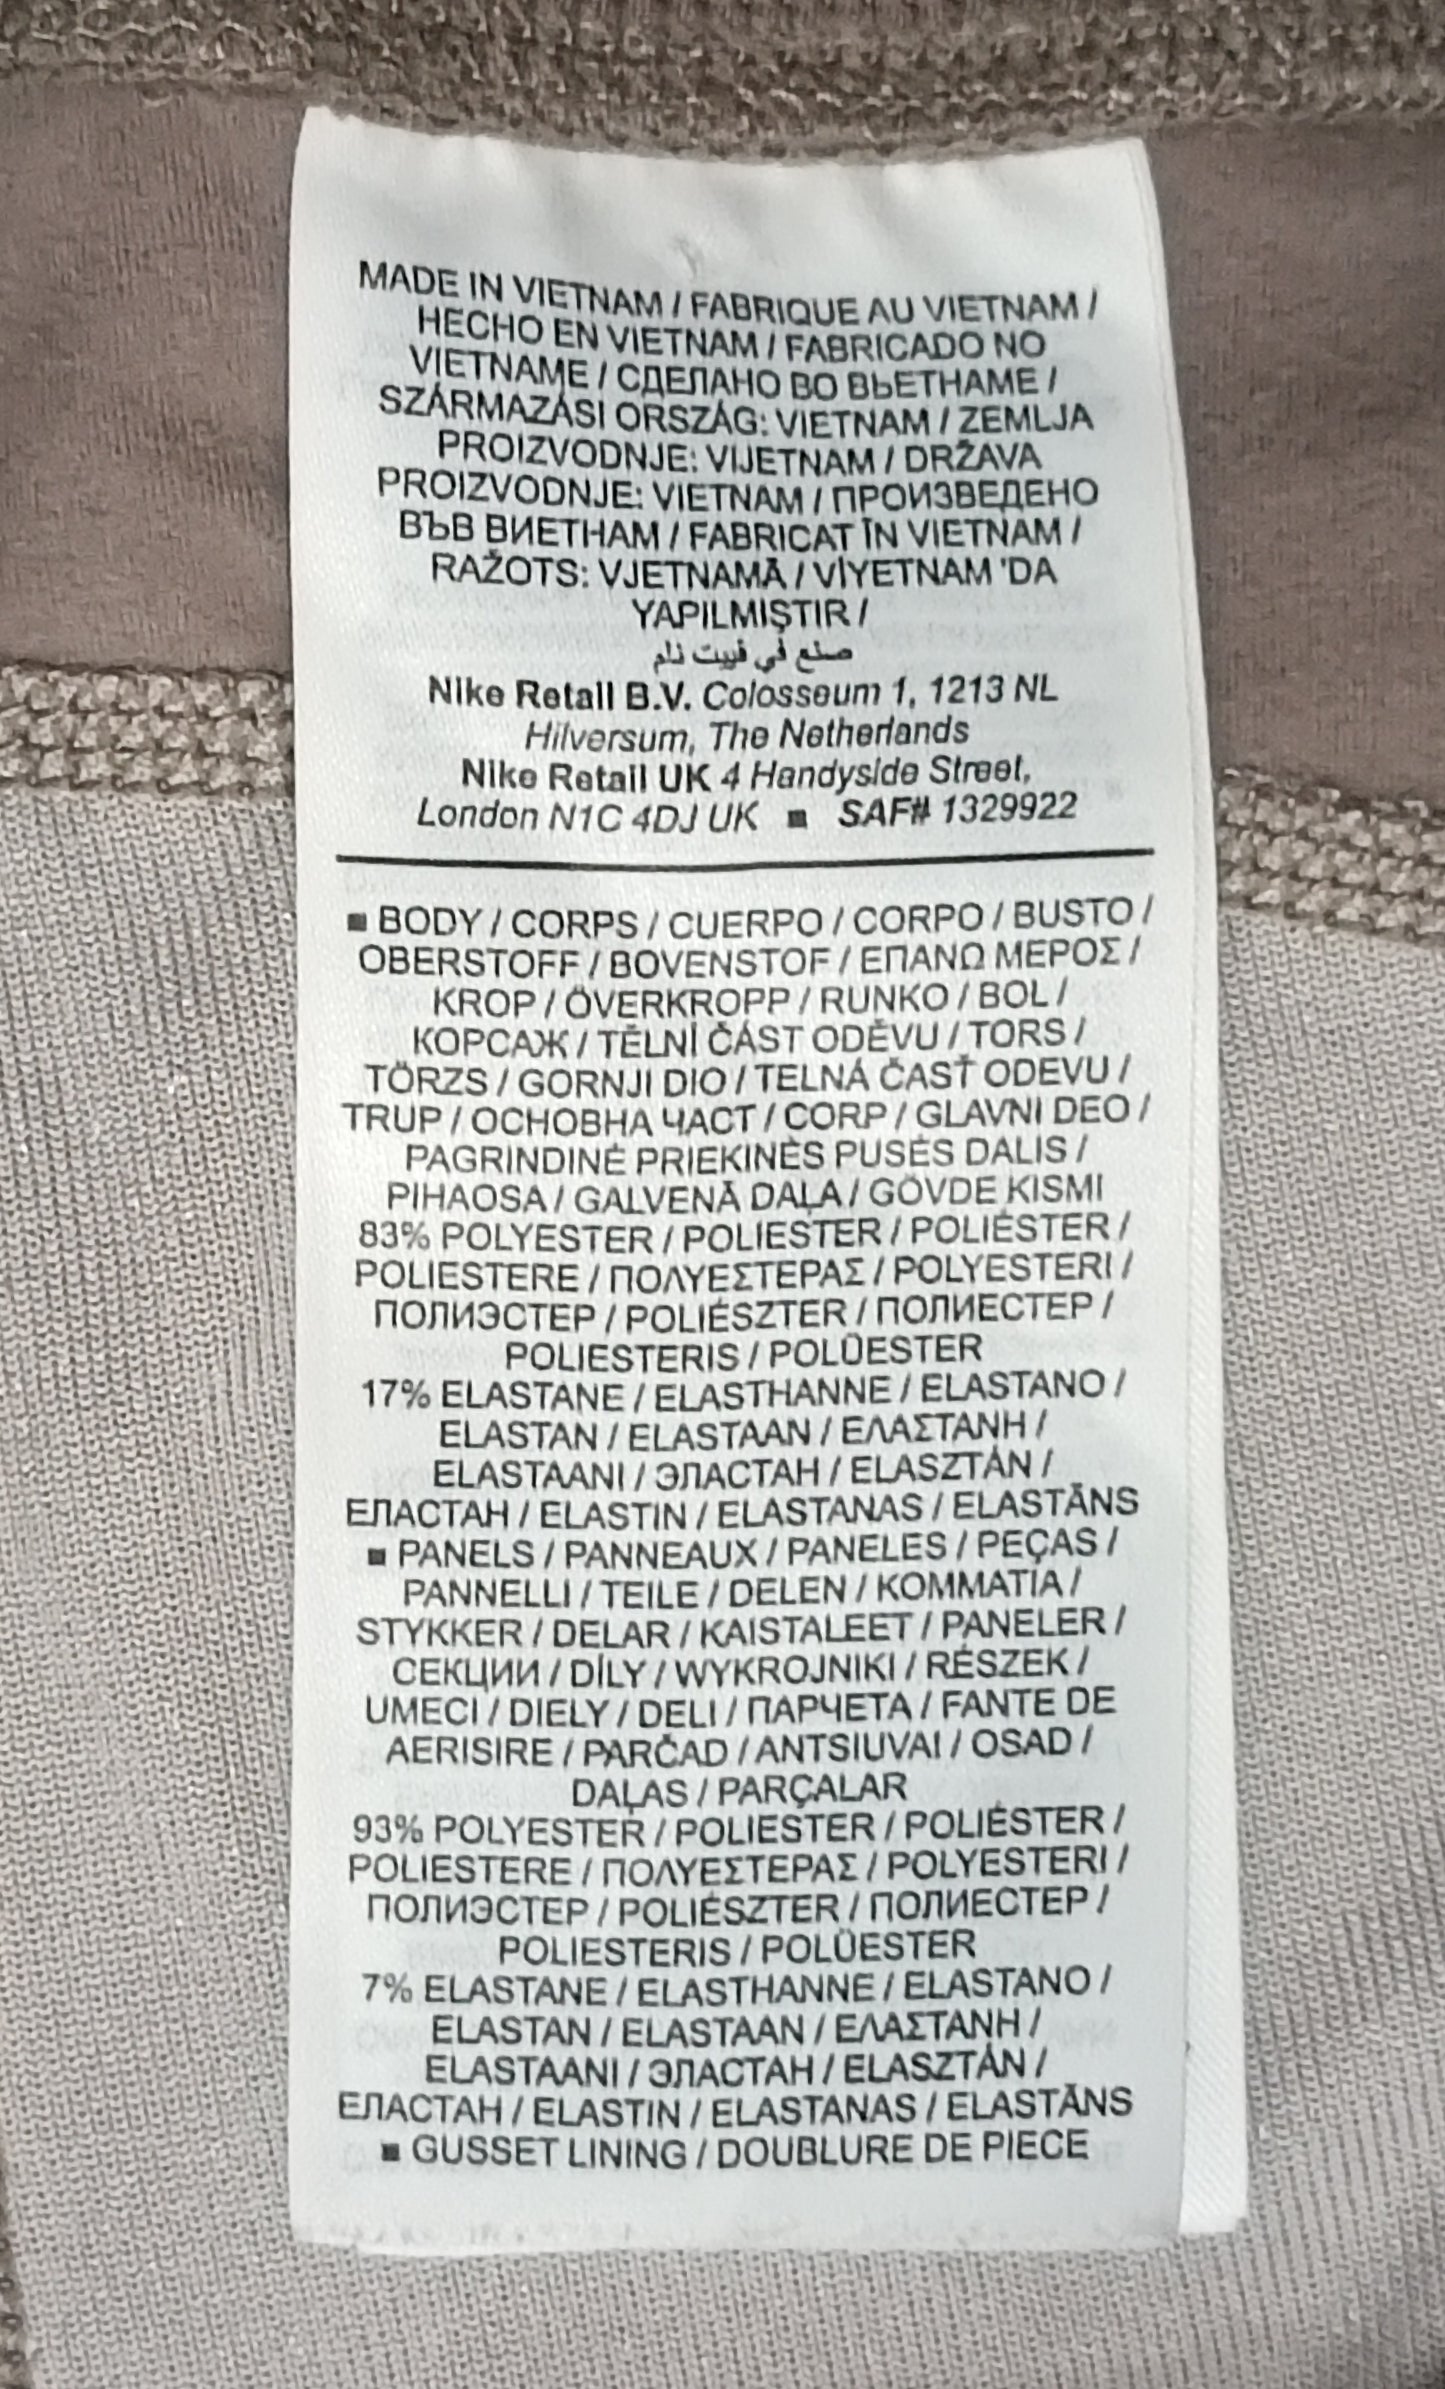 MADE IN VIETNAM / FABRIQUE AU VIETNAM /
HECHO EN VIETNAM / FABRICADO NO
VIETNAME / СДЕЛАНО ВО ВЬЕТНАМЕ /
SZÁRMAZÁSI ORSZÁG: VIETNAM / ZEMLJA
PROIZVODNJE: VIJETNAM / DRŽAVA
PROIZVODNJE: VIETNAM / ПРОИЗВЕДЕНО
ВЪВ ВИЕТНАМ / FABRICAT ÎN VIETNAM /
RAŽOTS: VJETNAMĀ / VİYETNAM 'DA
YAPILMIŞTIR /
صنع في فييت نام
Nike Retail B.V. Colosseum 1, 1213 NL
Hilversum, The Netherlands
Nike Retail UK 4 Handyside Street,
London N1C 4DJ UK ■ SAF# 1329922
■ BODY / CORPS / CUERPO / CORPO / BUSTO /
OBERSTOFF / BOVENSTOF / ΕΠΑΝΩ ΜΕΡΟΣ /
KROP / ÖVERKROPP / RUNKO / BOL /
КОРСАЖ / TĚLNÍ ČÁST ODĚVU / TORS /
TÖRZS / GORNJI DIO / TELNÁ ČASŤ ODEVU /
TRUP / ОСНОВНА ЧАСТ / CORP / GLAVNI DEO /
PAGRINDINĖ PRIEKINĖS PUSĖS DALIS /
PIHAOSA / GALVENĀ DAĻA / GÖVDE KISMI
83% POLYESTER / POLIESTER / POLIÉSTER /
POLIESTERE / ΠΟΛΥΕΣΤΕΡΑΣ / POLYESTERI /
ПОЛИЭСТЕР / POLIÉSZTER / ПОЛИЕСТЕР /
POLIESTERIS / POLÜESTER
17% ELASTANE / ELASTHANNE / ELASTANO /
ELASTAN / ELASTAAN / ΕΛΑΣΤΑΝΗ /
ELASTAANI / ЭЛАСТАН / ELASZTÁN /
ЕЛАСТАН / ELASTIN / ELASTANAS / ELASTĀNS
■ PANELS / PANNEAUX / PANELES / PEÇAS /
PANNELLI / TEILE / DELEN / ΚΟΜΜΑΤΙΑ /
STYKKER / DELAR / KAISTALEET / PANELER /
СЕКЦИИ / DÍLY / WYKROJNIKI / RÉSZEK /
UMECI / DIELY / DELI / ПАРЧЕТА / FANTE DE
AERISIRE / PARČAD / ANTSIUVAI / OSAD /
DAĻAS / PARÇALAR
93% POLYESTER / POLIESTER / POLIÉSTER /
POLIESTERE / ΠΟΛΥΕΣΤΕΡΑΣ / POLYESTERI /
ПОЛИЭСТЕР / POLIÉSZTER / ПОЛИЕСТЕР /
POLIESTERIS / POLÜESTER
7% ELASTANE / ELASTHANNE / ELASTANO /
ELASTAN / ELASTAAN / ΕΛΑΣΤΑΝΗ /
ELASTAANI / ЭЛАСТАН / ELASZTÁN /
ЕЛАСТАН / ELASTIN / ELASTANAS / ELASTĀNS
■ GUSSET LINING / DOUBLURE DE PIECE